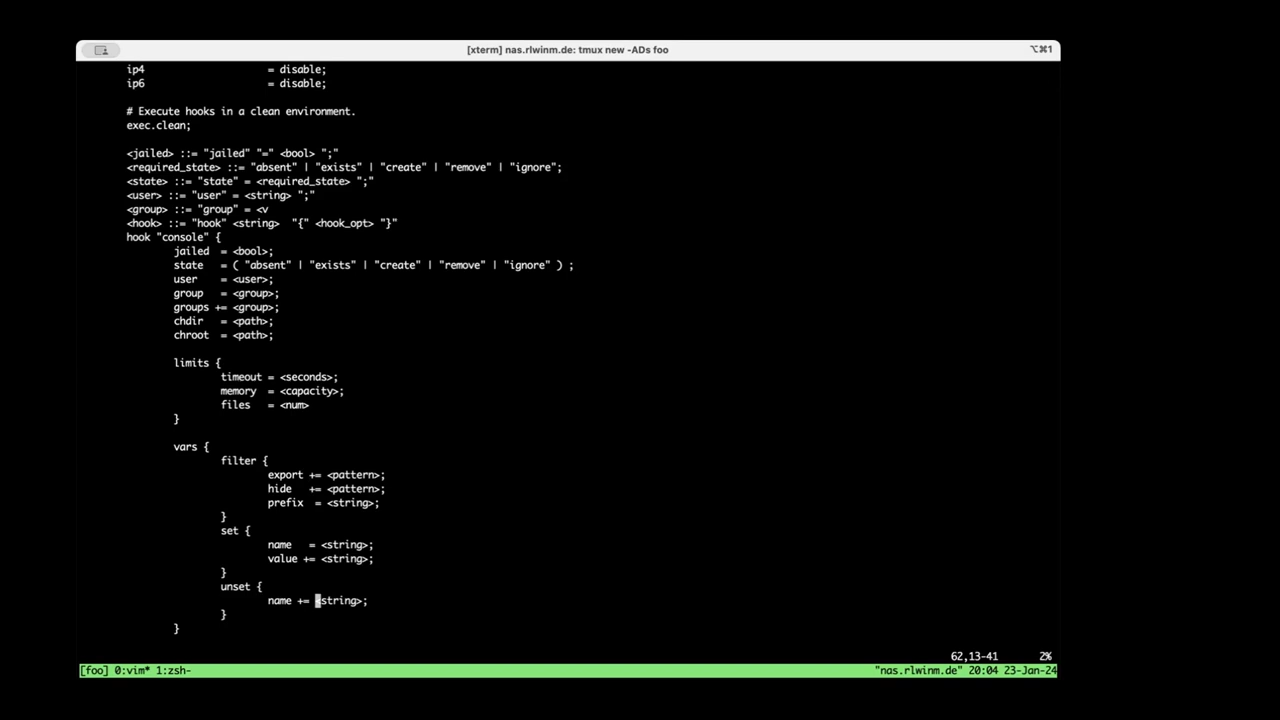 [xterm] nas.rlwinm.de: tmux new -ADs foo
⌥⌘1
ip4 = disable;
ip6 = disable;
# Execute hooks in a clean environment.
exec.clean;
<jailed> ::= "jailed" "=" <bool> ";"
<required_state> ::= "absent" | "exists" | "create" | "remove" | "ignore";
<state> ::= "state" = <required_state> ";"
<user> ::= "user" = <string> ";"
<group> ::= "group" = <v
<hook> ::= "hook" <string>  "{" <hook_opt> "}"
hook "console" {
jailed = <bool>;
state = ( "absent" | "exists" | "create" | "remove" | "ignore" ) ;
user = <user>;
group = <group>;
groups += <group>;
chdir = <path>;
chroot = <path>;
limits {
timeout = <seconds>;
memory = <capacity>;
files = <num>
}
vars {
filter {
export += <pattern>;
hide += <pattern>;
prefix = <string>;
}
set {
name = <string>;
value += <string>;
}
unset {
name += <string>;
}
}
62,13-41 2%
[foo] 0:vim* 1:zsh- "nas.rlwinm.de" 20:04 23-Jan-24